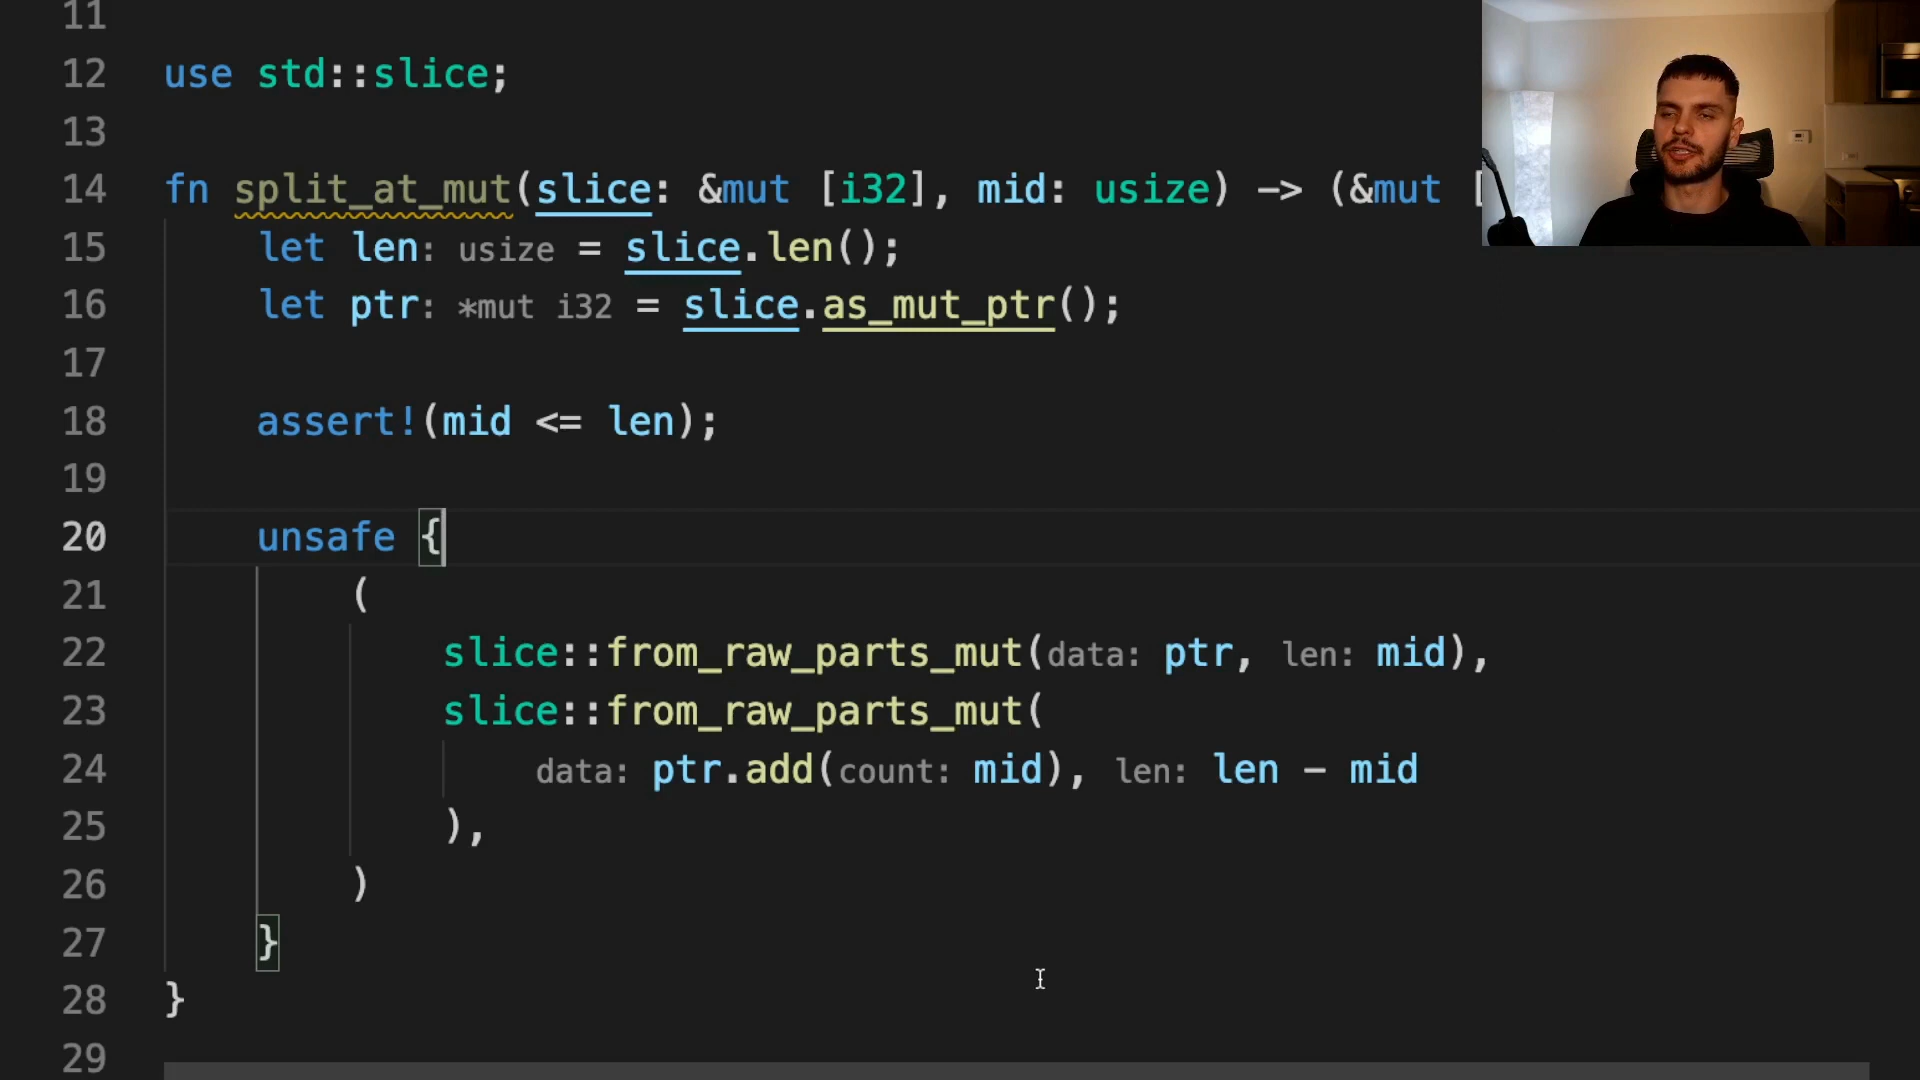 11
12 use std::slice;
13
14 fn split_at_mut(slice: &mut [i32], mid: usize) -> (&mut [
15 let len: usize = slice.len();
16 let ptr: *mut i32 = slice.as_mut_ptr();
17
18 assert!(mid <= len);
19
20 unsafe {
21 (
22 slice::from_raw_parts_mut(data: ptr, len: mid),
23 slice::from_raw_parts_mut(
24 data: ptr.add(count: mid), len: len - mid
25 ),
26 )
27 }
28 }
29